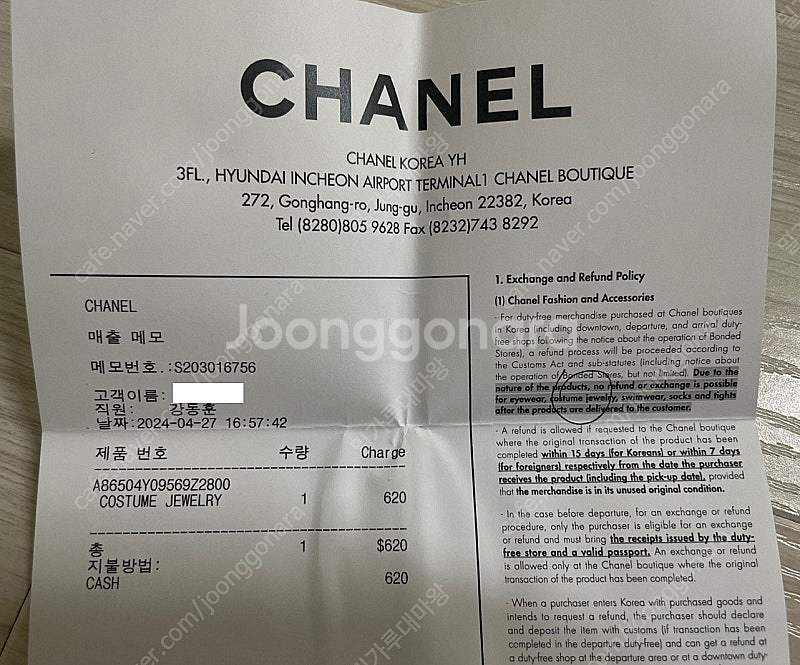 CHANEL
CHANEL KOREA YH
3FL., HYUNDAI INCHEON AIRPORT TERMINAL1 CHANEL BOUTIQUE
272, Gonghang-ro, Jung-gu, Incheon 22382, Korea
Tel (8280)805 9628 Fax (8232)743 8292
CHANEL
매출 메모
메모번호.:S203016756
고객이름:
직원: 강동훈
날짜:2024-04-27 16:57:42
제품 번호 수량 Charge
A86504Y09569Z2800
COSTUME JEWELRY 1 620
총 1 $620
지불방법:
CASH 620
1. Exchange and Refund Policy
(1) Chanel Fashion and Accessories
- For duty-free merchandise purchased at Chanel boutiques
in Korea (including downtown, departure, and arrival duty-
free shops following the notice about the operation of Bonded
Stores), a refund process will be proceeded according to
the Customs Act and sub-statutes (including notice about
the operation of Bonded Stores, but not limited). Due to the
nature of the products, no refund or exchange is possible
for eyewear, costume jewelry, swimwear, socks and tights
after the products are delivered to the customer.
- A refund is allowed if requested to the Chanel boutique
where the original transaction of the product has been
completed within 15 days (for Koreans) or within 7 days
(for foreigners) respectively from the date the purchaser
receives the product (including the pick-up date), provided
that the merchandise is in its unused original condition.
- In the case before departure, for an exchange or refund
procedure, only the purchaser is eligible for an exchange
or refund and must bring the receipts issued by the duty-
free store and a valid passport. An exchange or refund
is allowed only at the Chanel boutique where the original
transaction of the product has been completed.
- When a purchaser enters Korea with purchased goods and
intends to request a refund, the purchaser should declare
and deposit the item with customs (if transaction has been
completed in the departure duty-free) and can get a refund at
a duty-free shop at the departure area or at a downtown duty-
Joonggon
cafe.naver.com/joonggonara